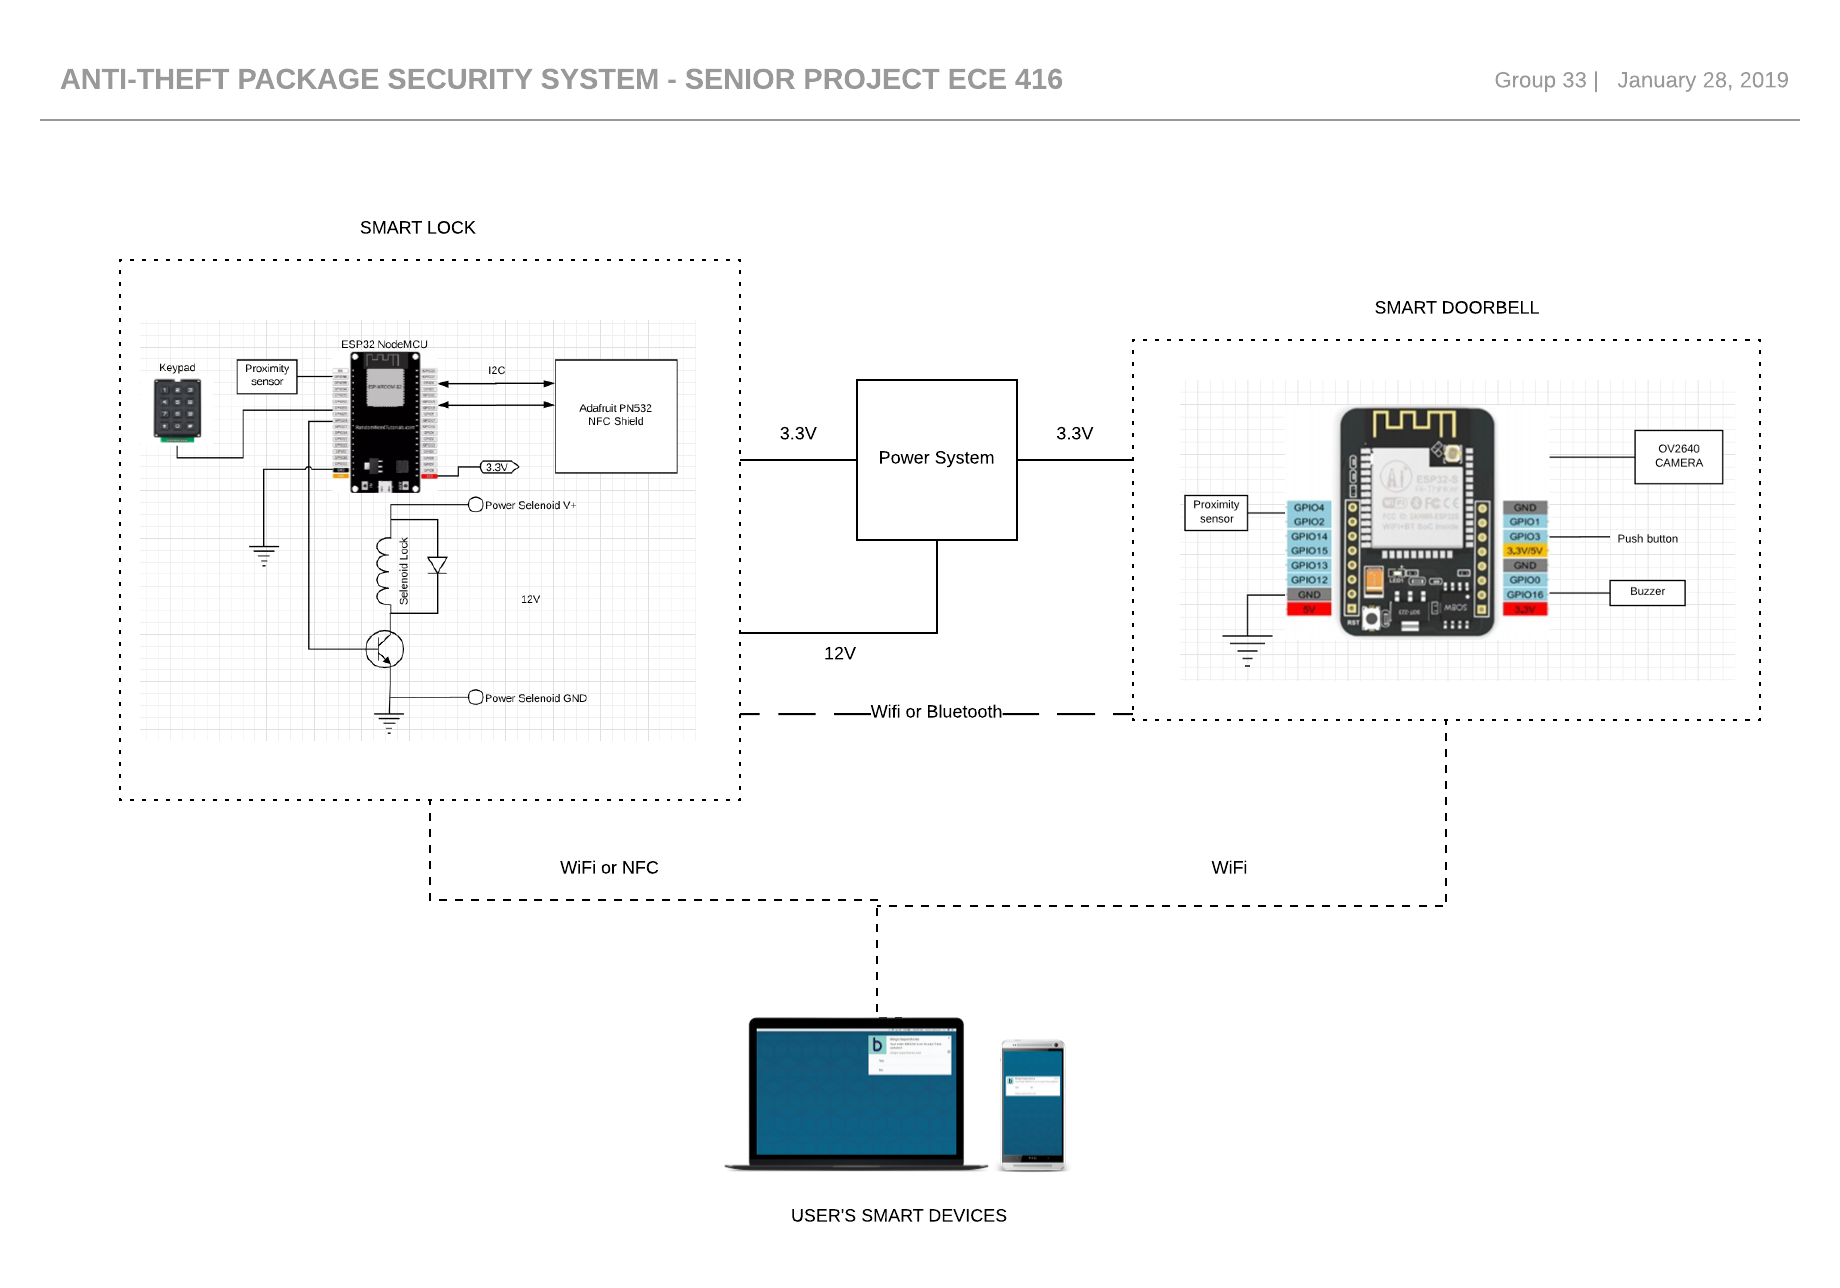 ANTI-THEFT PACKAGE SECURITY SYSTEM - SENIOR PROJECT ECE 416
Group 33 | January 28, 2019
SMART LOCK
ESP32 NodeMCU
Keypad
Proximity
sensor
I2C
Adafruit PN532
NFC Shield
3.3V
Power Selenoid V+
Selenoid Lock
12V
Power Selenoid GND
3.3V
Power System
3.3V
12V
Wifi or Bluetooth
SMART DOORBELL
OV2640
CAMERA
Proximity
sensor
GPIO4
GPIO2
GPIO14
GPIO15
GPIO13
GPIO12
GND
5V
Ai
ESP32-S
RST
GND
GPIO1
GPIO3
3,3V/5V
GND
GPIO0
GPIO16
3,3V
Push button
Buzzer
WiFi or NFC
WiFi
b
USER'S SMART DEVICES